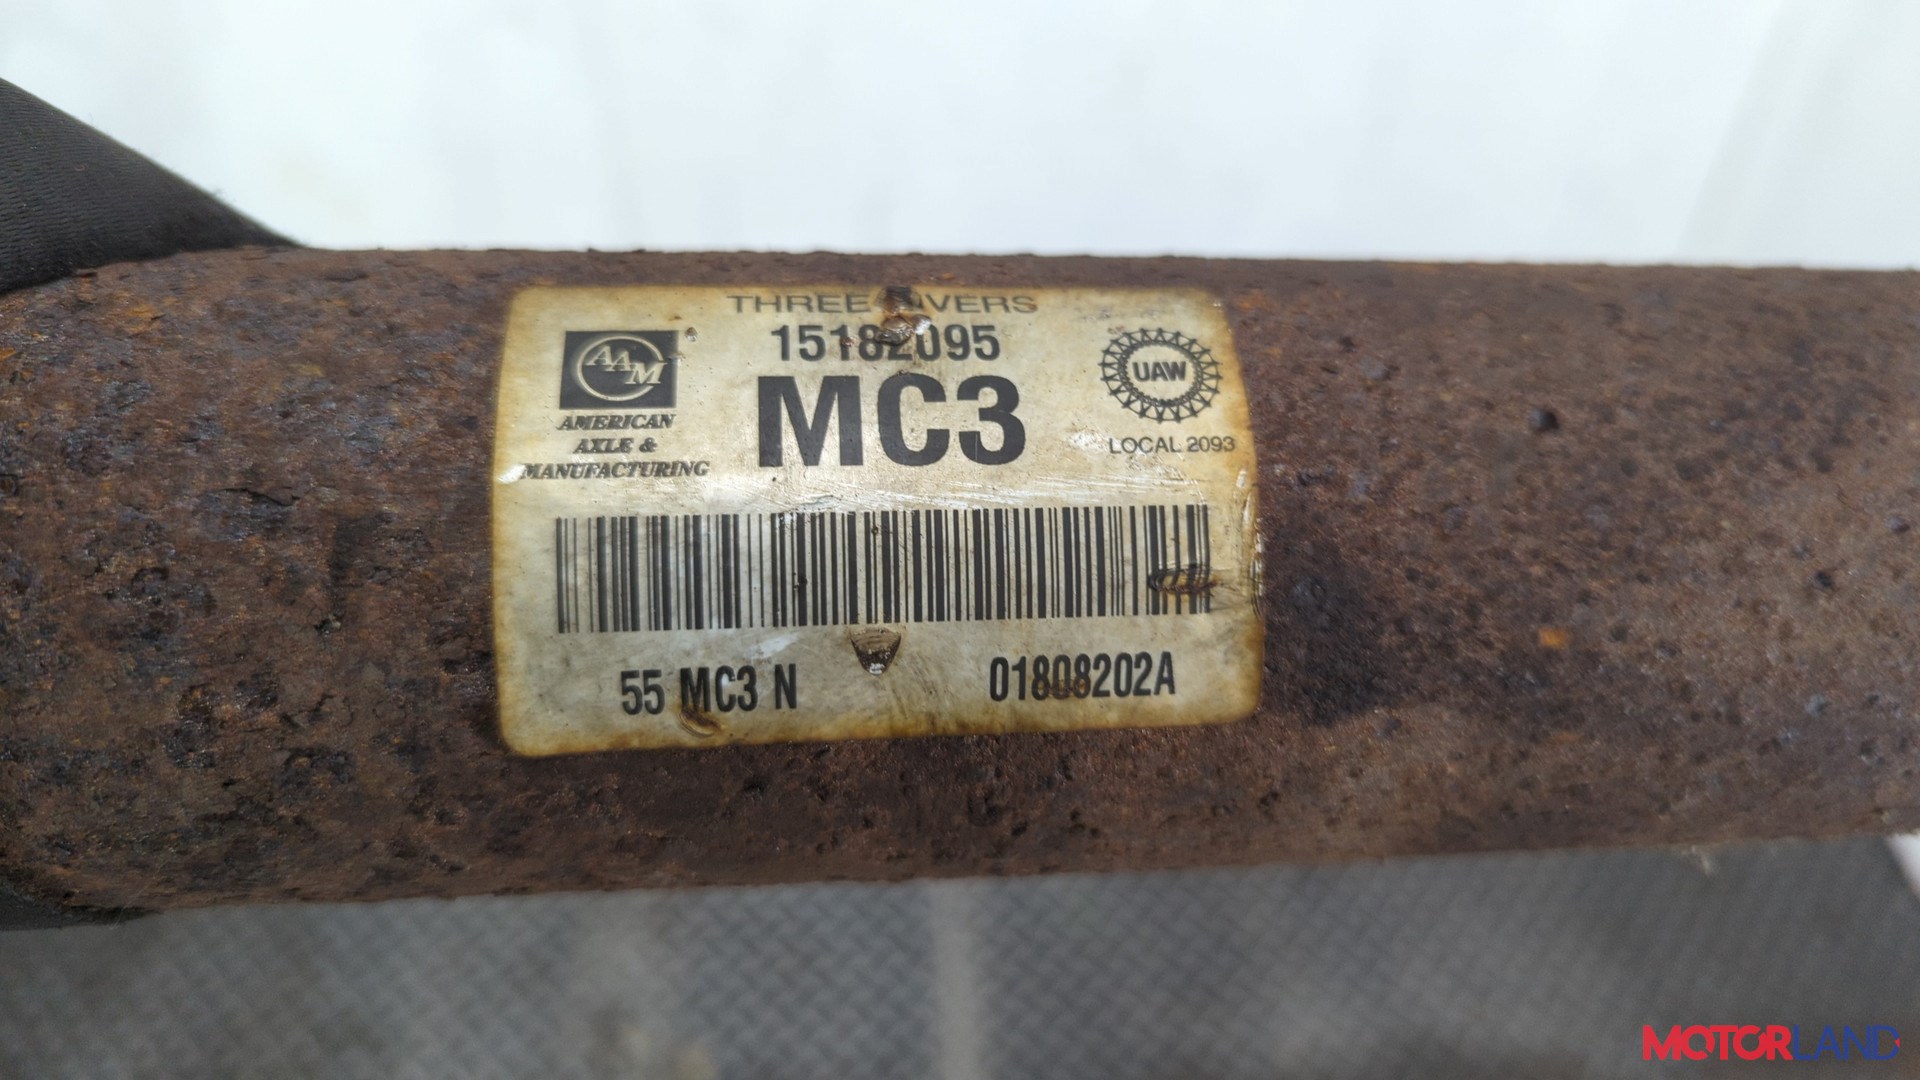 THREE RIVERS
15182095
AAM
AMERICAN
AXLE &
MANUFACTURING
MC3
UAW
LOCAL 2093
55 MC3 N
01808202A
MOTORLAND